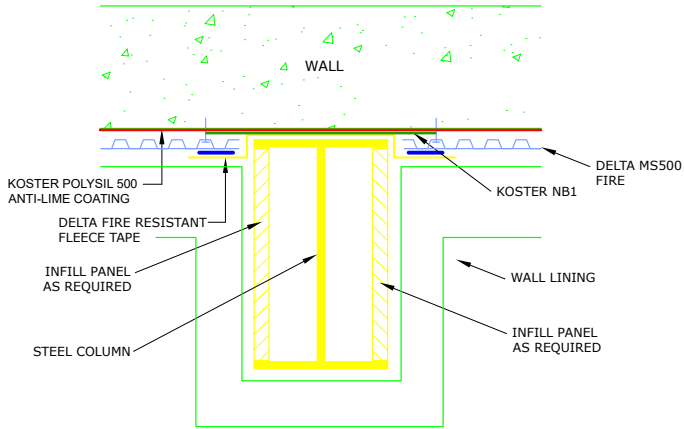 WALL
DELTA MS500
FIRE
KOSTER POLYSIL 500
ANTI-LIME COATING
KOSTER NB1
DELTA FIRE RESISTANT
FLEECE TAPE
INFILL PANEL
AS REQUIRED
WALL LINING
STEEL COLUMN
INFILL PANEL
AS REQUIRED